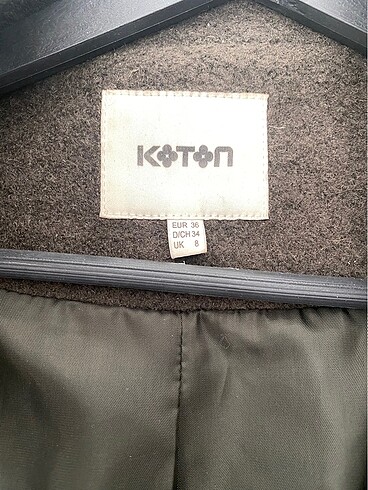 KOTON
EUR 36
D/CH 34
UK 8